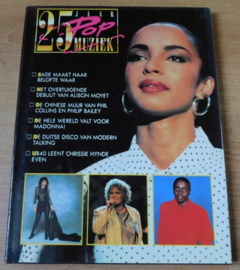 25 JAAR
Pop
MUZIEK
SADE MAAKT HAAR
BELOFTE WAAR
HET OVERTUIGENDE
DEBUUT VAN ALISON MOYET
DE CHINESE MUUR VAN PHIL
COLLINS EN PHILIP BAILEY
DE HELE WERELD VALT VOOR
MADONNA!
DE DUITSE DISCO VAN MODERN
TALKING
UB40 LEENT CHRISSIE HYNDE
EVEN